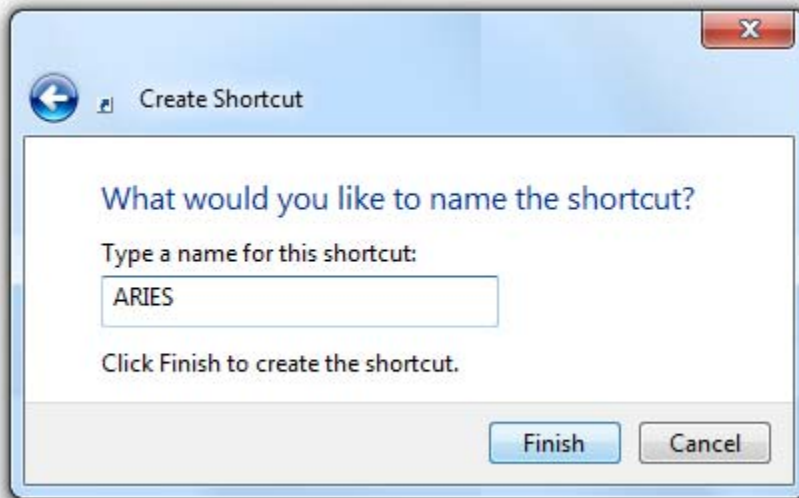 Create Shortcut
What would you like to name the shortcut?
Type a name for this shortcut:
ARIES
Click Finish to create the shortcut.
Finish Cancel